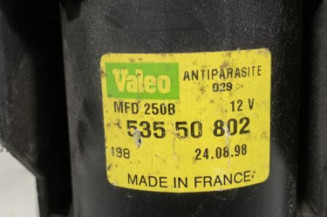 Valeo ANTIPARASITE
029>
MFD 250B 12 V
535 50 802
198 24.08.98
MADE IN FRANCE